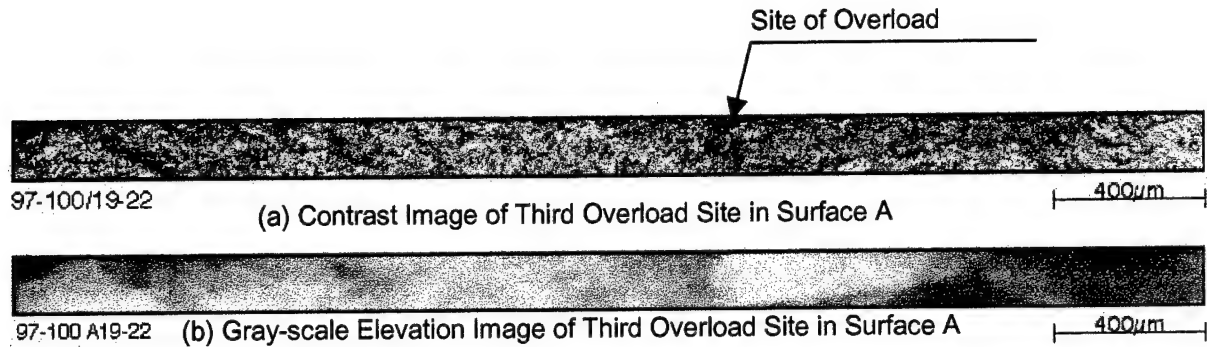 Site of Overload
97-100/19-22
(a) Contrast Image of Third Overload Site in Surface A
400µm
97-100 A19-22
(b) Gray-scale Elevation Image of Third Overload Site in Surface A
400µm